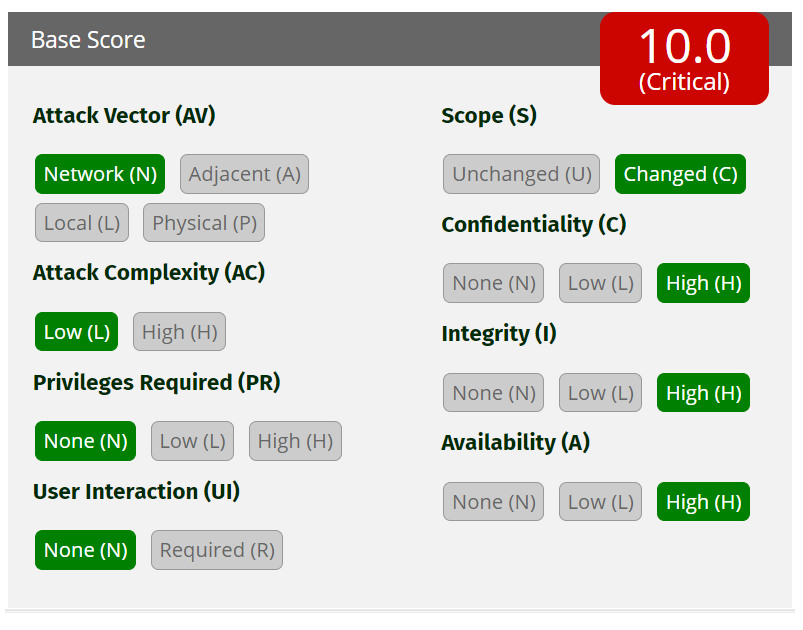 Base Score
10.0
(Critical)
Attack Vector (AV)
Network (N) Adjacent (A)
Local (L) Physical (P)
Attack Complexity (AC)
Low (L) High (H)
Privileges Required (PR)
None (N) Low (L) High (H)
User Interaction (UI)
None (N) Required (R)
Scope (S)
Unchanged (U) Changed (C)
Confidentiality (C)
None (N) Low (L) High (H)
Integrity (I)
None (N) Low (L) High (H)
Availability (A)
None (N) Low (L) High (H)